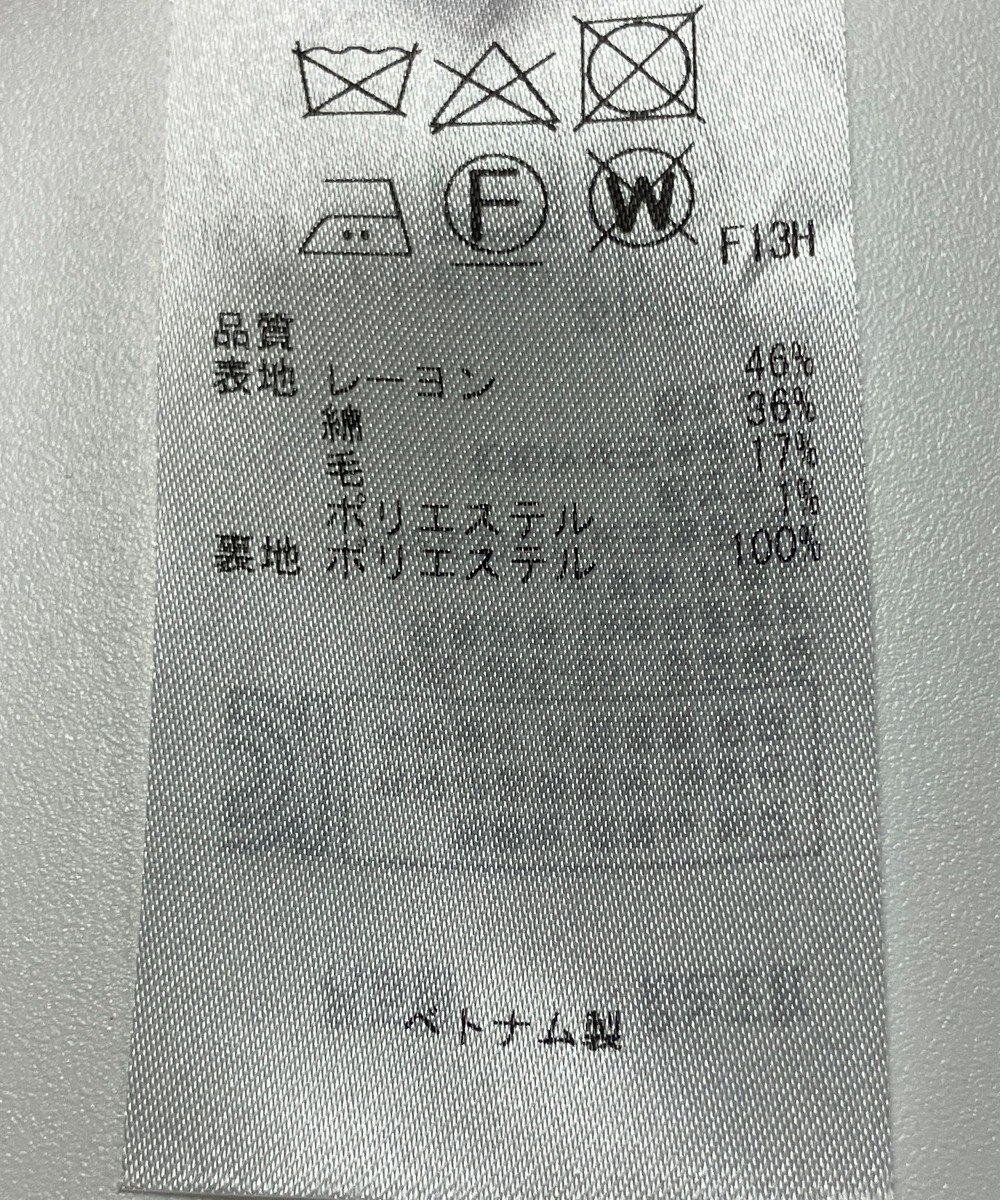 F
W
F13H
品質
表地 レーヨン 46%
綿 36%
毛 17%
ポリエステル 1%
裏地 ポリエステル 100%
ベトナム製